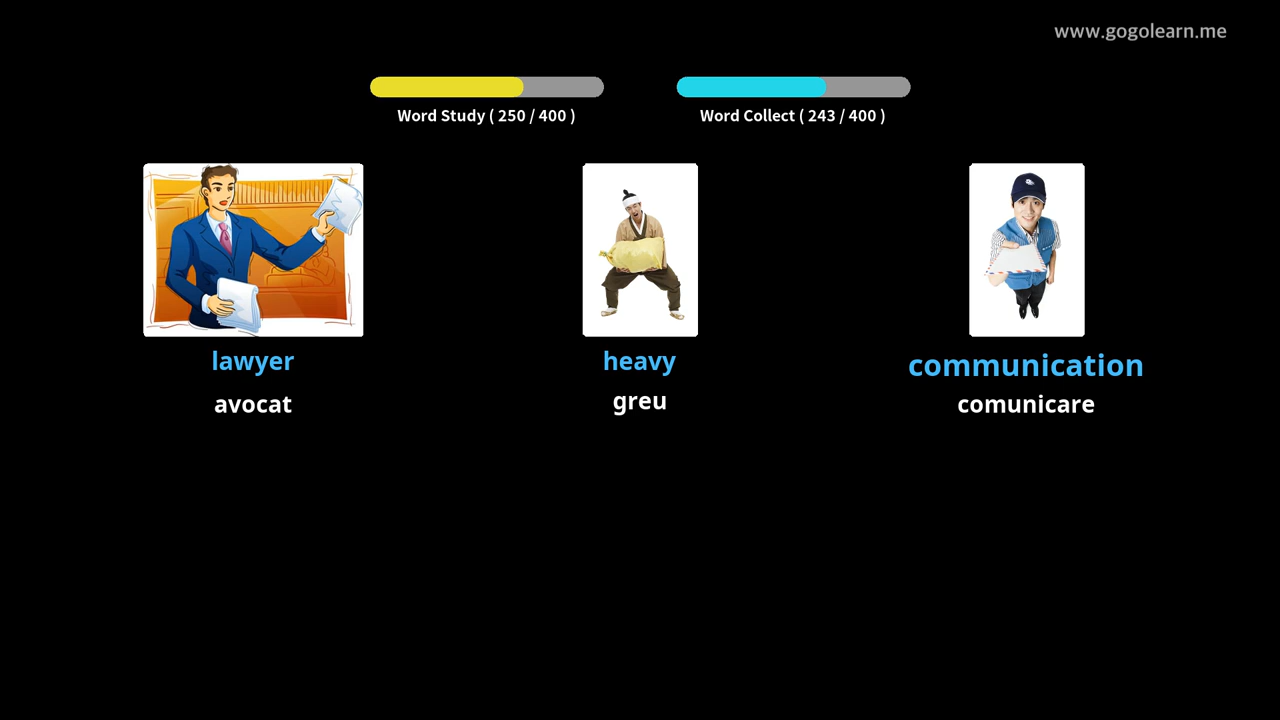 www.gogolearn.me
Word Study ( 250 / 400 )
Word Collect ( 243 / 400 )
lawyer
avocat
heavy
greu
communication
comunicare